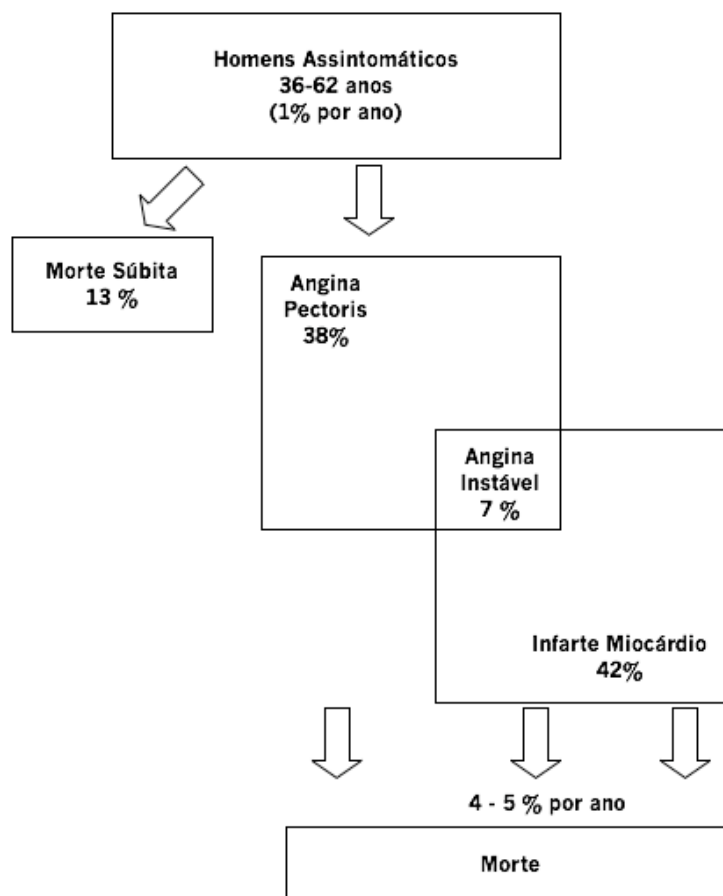 Homens Assintomáticos
36-62 anos
(1% por ano)
Morte Súbita
13 %
Angina
Pectoris
38%
Angina
Instável
7 %
Infarte Miocárdio
42%
4 - 5 % por ano
Morte